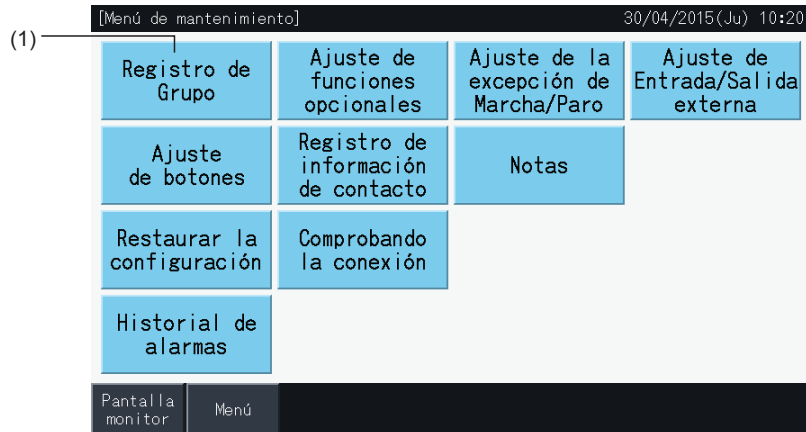 [Menú de mantenimiento]
30/04/2015(Ju) 10:20
(1)
Registro de
Grupo
Ajuste de
funciones
opcionales
Ajuste de la
excepción de
Marcha/Paro
Ajuste de
Entrada/Salida
externa
Ajuste
de botones
Registro de
información
de contacto
Notas
Restaurar la
configuración
Comprobando
la conexión
Historial de
alarmas
Pantalla
monitor
Menú